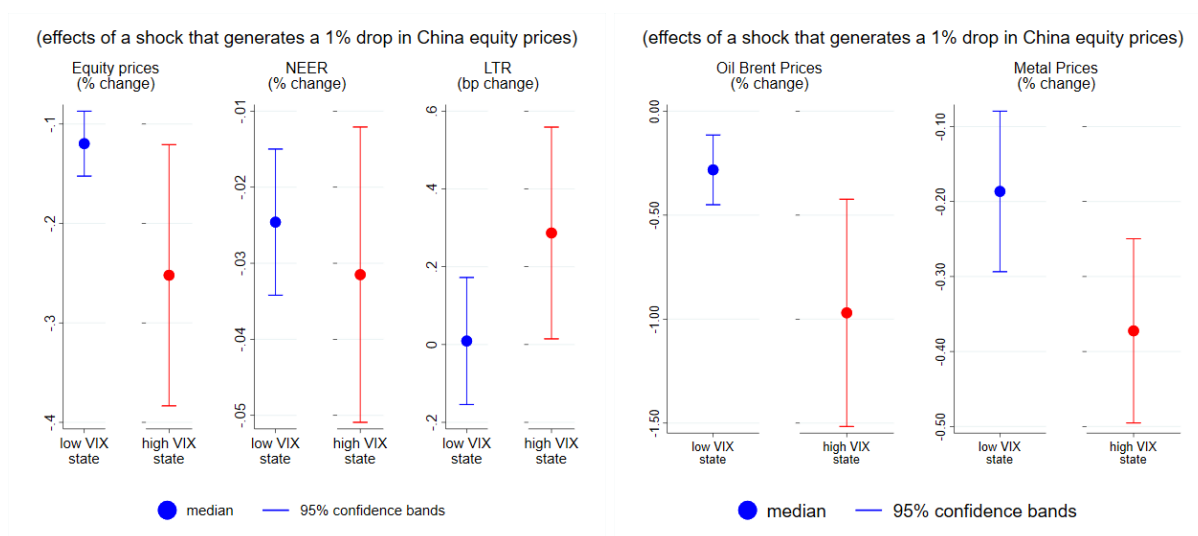 (effects of a shock that generates a 1% drop in China equity prices)
Equity prices
(% change)
NEER
(% change)
LTR
(bp change)
-.1
-.2
-.3
-.4
-.01
-.02
-.03
-.04
-.05
.6
.4
.2
0
-.2
low VIX
state
high VIX
state
low VIX
state
high VIX
state
low VIX
state
high VIX
state
median
95% confidence bands
(effects of a shock that generates a 1% drop in China equity prices)
Oil Brent Prices
(% change)
Metal Prices
(% change)
0.00
-0.50
-1.00
-1.50
-0.10
-0.20
-0.30
-0.40
-0.50
low VIX
state
high VIX
state
low VIX
state
high VIX
state
median
95% confidence bands